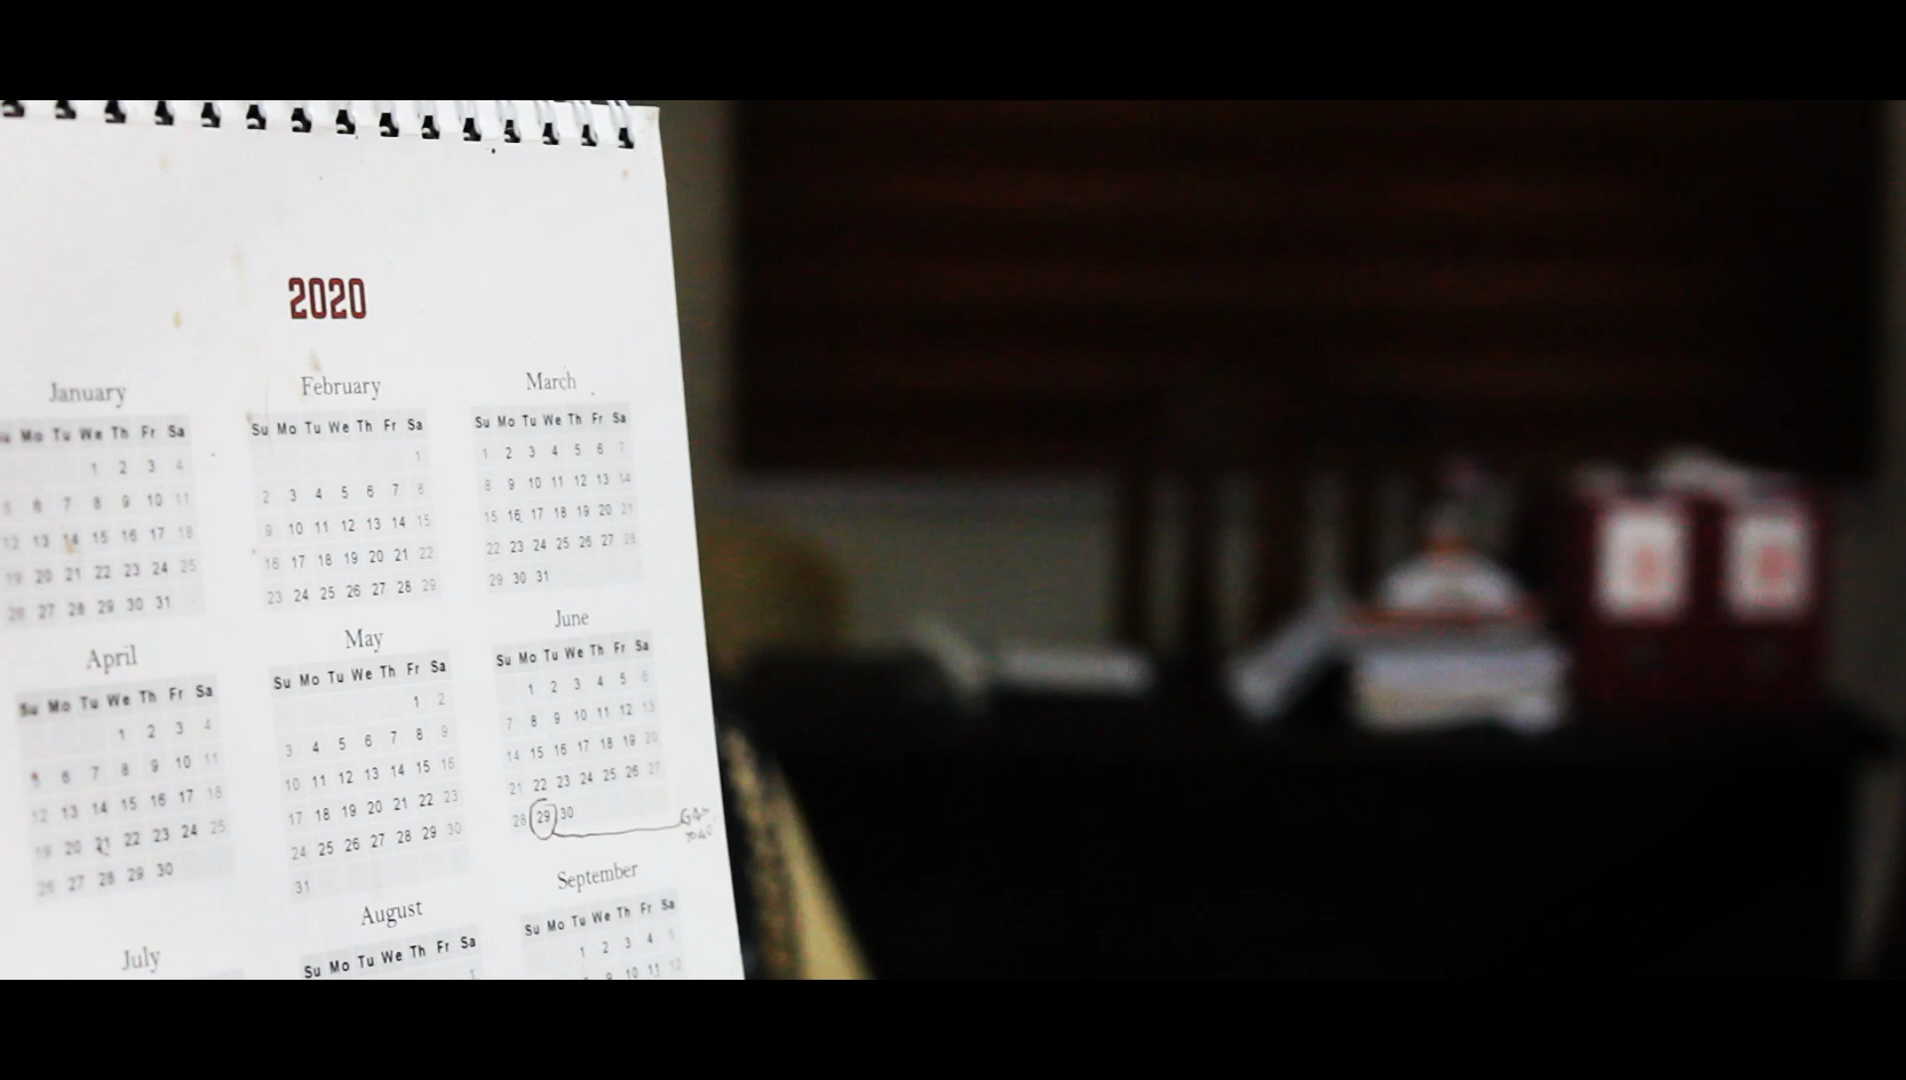 2020
January February March
Su Mo Tu We Th Fr Sa
1 2 3 4
5 6 7 8 9 10 11
12 13 14 15 16 17 18
19 20 21 22 23 24 25
26 27 28 29 30 31
Su Mo Tu We Th Fr Sa
1
2 3 4 5 6 7 8
9 10 11 12 13 14 15
16 17 18 19 20 21 22
23 24 25 26 27 28 29
Su Mo Tu We Th Fr Sa
1 2 3 4 5 6 7
8 9 10 11 12 13 14
15 16 17 18 19 20 21
22 23 24 25 26 27 28
29 30 31
April May June
Su Mo Tu We Th Fr Sa
1 2 3 4
6 7 8 9 10 11
12 13 14 15 16 17 18
19 20 21 22 23 24 25
26 27 28 29 30
Su Mo Tu We Th Fr Sa
1 2
3 4 5 6 7 8 9
10 11 12 13 14 15 16
17 18 19 20 21 22 23
24 25 26 27 28 29 30
31
Su Mo Tu We Th Fr Sa
1 2 3 4 5 6
7 8 9 10 11 12 13
14 15 16 17 18 19 20
21 22 23 24 25 26 27
28 29 30
July August September
Su Mo Tu We Th Fr Sa
1
Su Mo Tu We Th Fr Sa
1 2 3 4 5
9 10 11 12